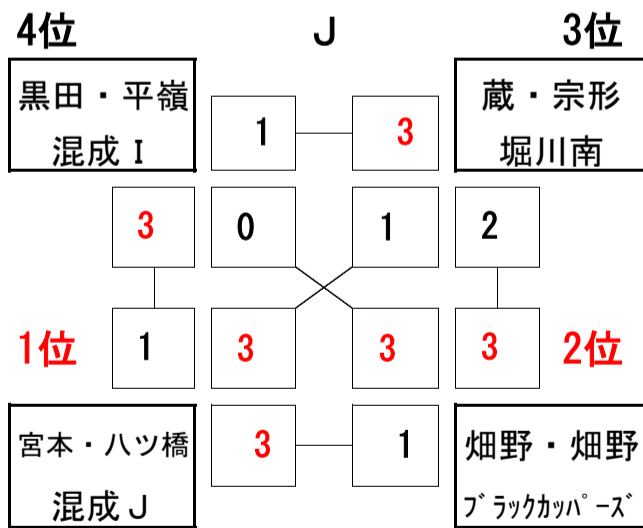 4位 J 3位
黒田・平嶺
混成Ⅰ
蔵・宗形
堀川南
1 3
3 0 1 2
1位 1 3 3 3 2位
宮本・八ツ橋
混成J
3 1
畑野・畑野
ﾌﾞﾗｯｸｶｯﾊﾟｰｽﾞ